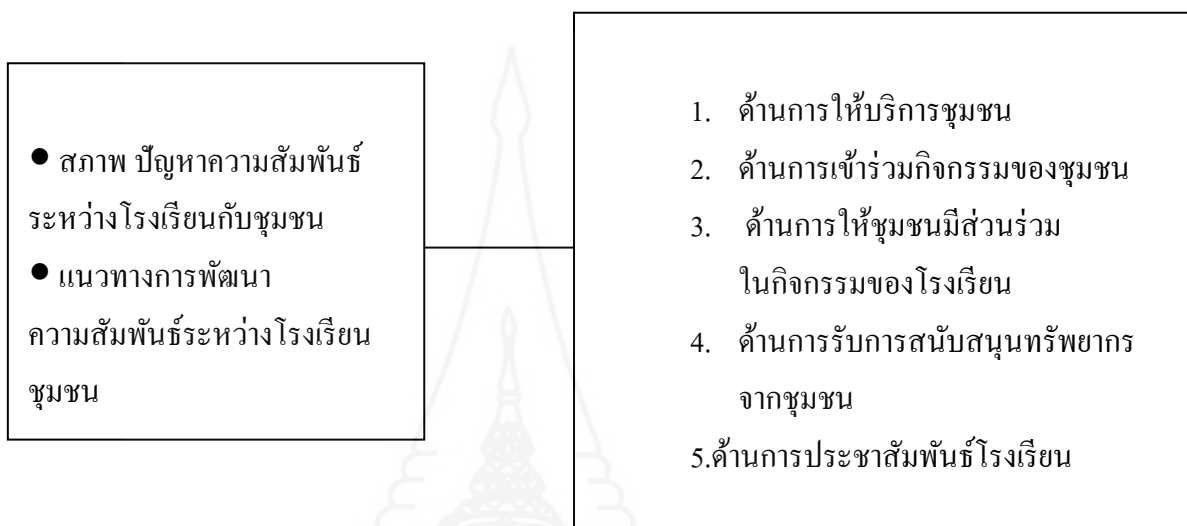 ● สภาพ ปัญหาความสัมพันธ์
ระหว่างโรงเรียนกับชุมชน
● แนวทางการพัฒนา
ความสัมพันธ์ระหว่างโรงเรียน
ชุมชน
1. ด้านการให้บริการชุมชน
2. ด้านการเข้าร่วมกิจกรรมของชุมชน
3. ด้านการให้ชุมชนมีส่วนร่วม
ในกิจกรรมของโรงเรียน
4. ด้านการรับการสนับสนุนทรัพยากร
จากชุมชน
5.ด้านการประชาสัมพันธ์โรงเรียน